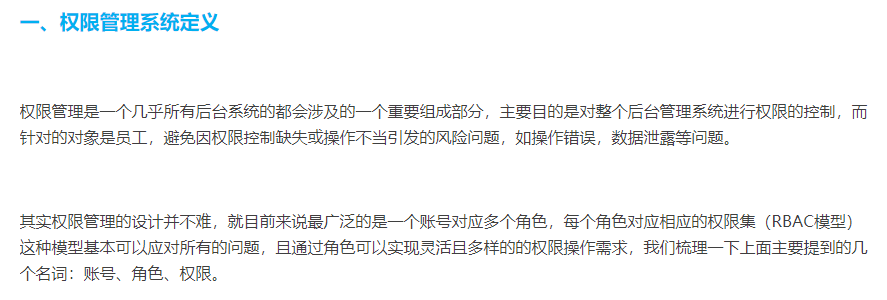 一、权限管理系统定义
权限管理是一个几乎所有后台系统的都会涉及的一个重要组成部分，主要目的是对整个后台管理系统进行权限的控制，而
针对的对象是员工，避免因权限控制缺失或操作不当引发的风险问题，如操作错误，数据泄露等问题。
其实权限管理的设计并不难，就目前来说最广泛的是一个账号对应多个角色，每个角色对应相应的权限集（RBAC模型）
这种模型基本可以应对所有的问题，且通过角色可以实现灵活且多样的的权限操作需求，我们梳理一下上面主要提到的几
个名词：账号、角色、权限。